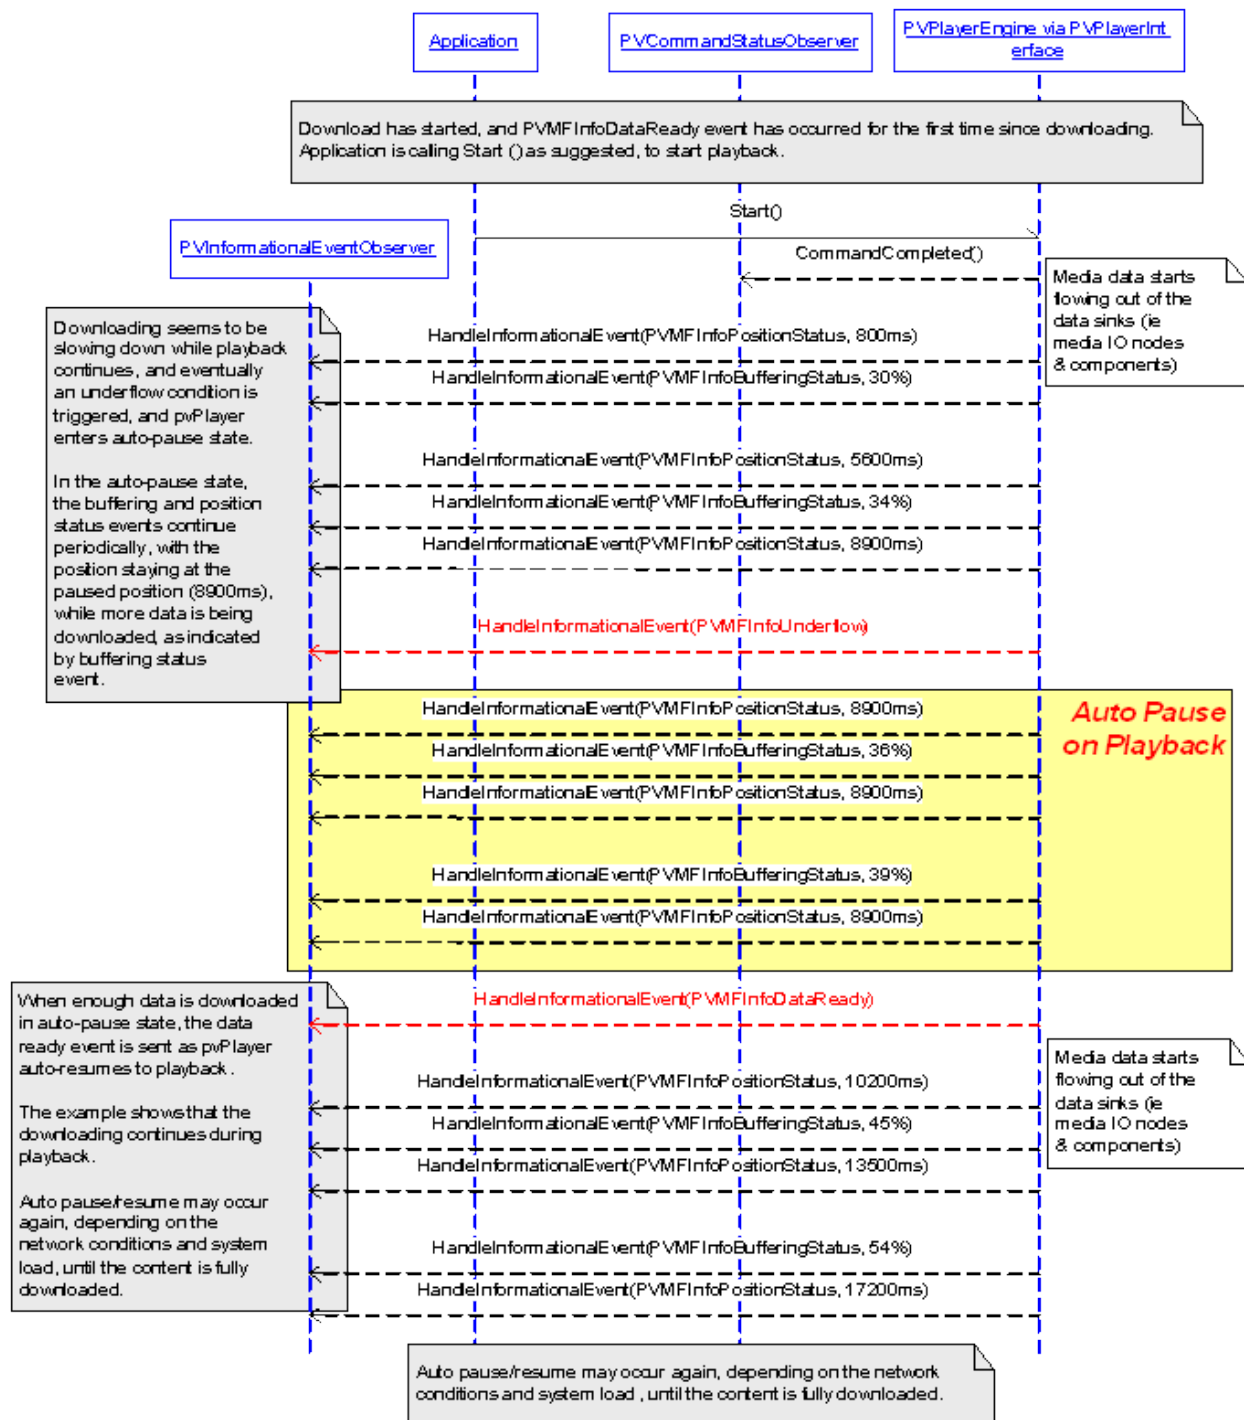 Application
PVCommandStatusObserver
PVPlayerEngine via PVPlayerInt
erface
Download has started, and PVMFInfoDataReady event has occurred for the first time since downloading.
Application is calling Start () as suggested, to start playback.
Start()
PVInformationalEventObserver
CommandCompleted()
Media data starts
flowing out of the
data sinks (ie
media IO nodes
& components)
Downloading seems to be
slowing down while playback
continues, and eventually
an underflow condition is
triggered, and pvPlayer
enters auto-pause state.
In the auto-pause state,
the buffering and position
status events continue
periodically, with the
position staying at the
paused position (8900ms),
while more data is being
downloaded, as indicated
by buffering status
event.
HandleInformationalEvent(PVMFInfoPositionStatus, 800ms)
HandleInformationalEvent(PVMFInfoBufferingStatus, 30%)
HandleInformationalEvent(PVMFInfoPositionStatus, 5600ms)
HandleInformationalEvent(PVMFInfoBufferingStatus, 34%)
HandleInformationalEvent(PVMFInfoPositionStatus, 8900ms)
HandleInformationalEvent(PVMFInfoUnderflow)
Auto Pause
on Playback
HandleInformationalEvent(PVMFInfoPositionStatus, 8900ms)
HandleInformationalEvent(PVMFInfoBufferingStatus, 36%)
HandleInformationalEvent(PVMFInfoPositionStatus, 8900ms)
HandleInformationalEvent(PVMFInfoBufferingStatus, 39%)
HandleInformationalEvent(PVMFInfoPositionStatus, 8900ms)
When enough data is downloaded
in auto-pause state, the data
ready event is sent as pvPlayer
auto-resumes to playback.
The example shows that the
downloading continues during
playback.
Auto pause/resume may occur
again, depending on the
network conditions and system
load, until the content is fully
downloaded.
HandleInformationalEvent(PVMFInfoDataReady)
Media data starts
flowing out of the
data sinks (ie
media IO nodes
& components)
HandleInformationalEvent(PVMFInfoPositionStatus, 10200ms)
HandleInformationalEvent(PVMFInfoBufferingStatus, 45%)
HandleInformationalEvent(PVMFInfoPositionStatus, 13500ms)
HandleInformationalEvent(PVMFInfoBufferingStatus, 54%)
HandleInformationalEvent(PVMFInfoPositionStatus, 17200ms)
Auto pause/resume may occur again, depending on the network
conditions and system load , until the content is fully downloaded.